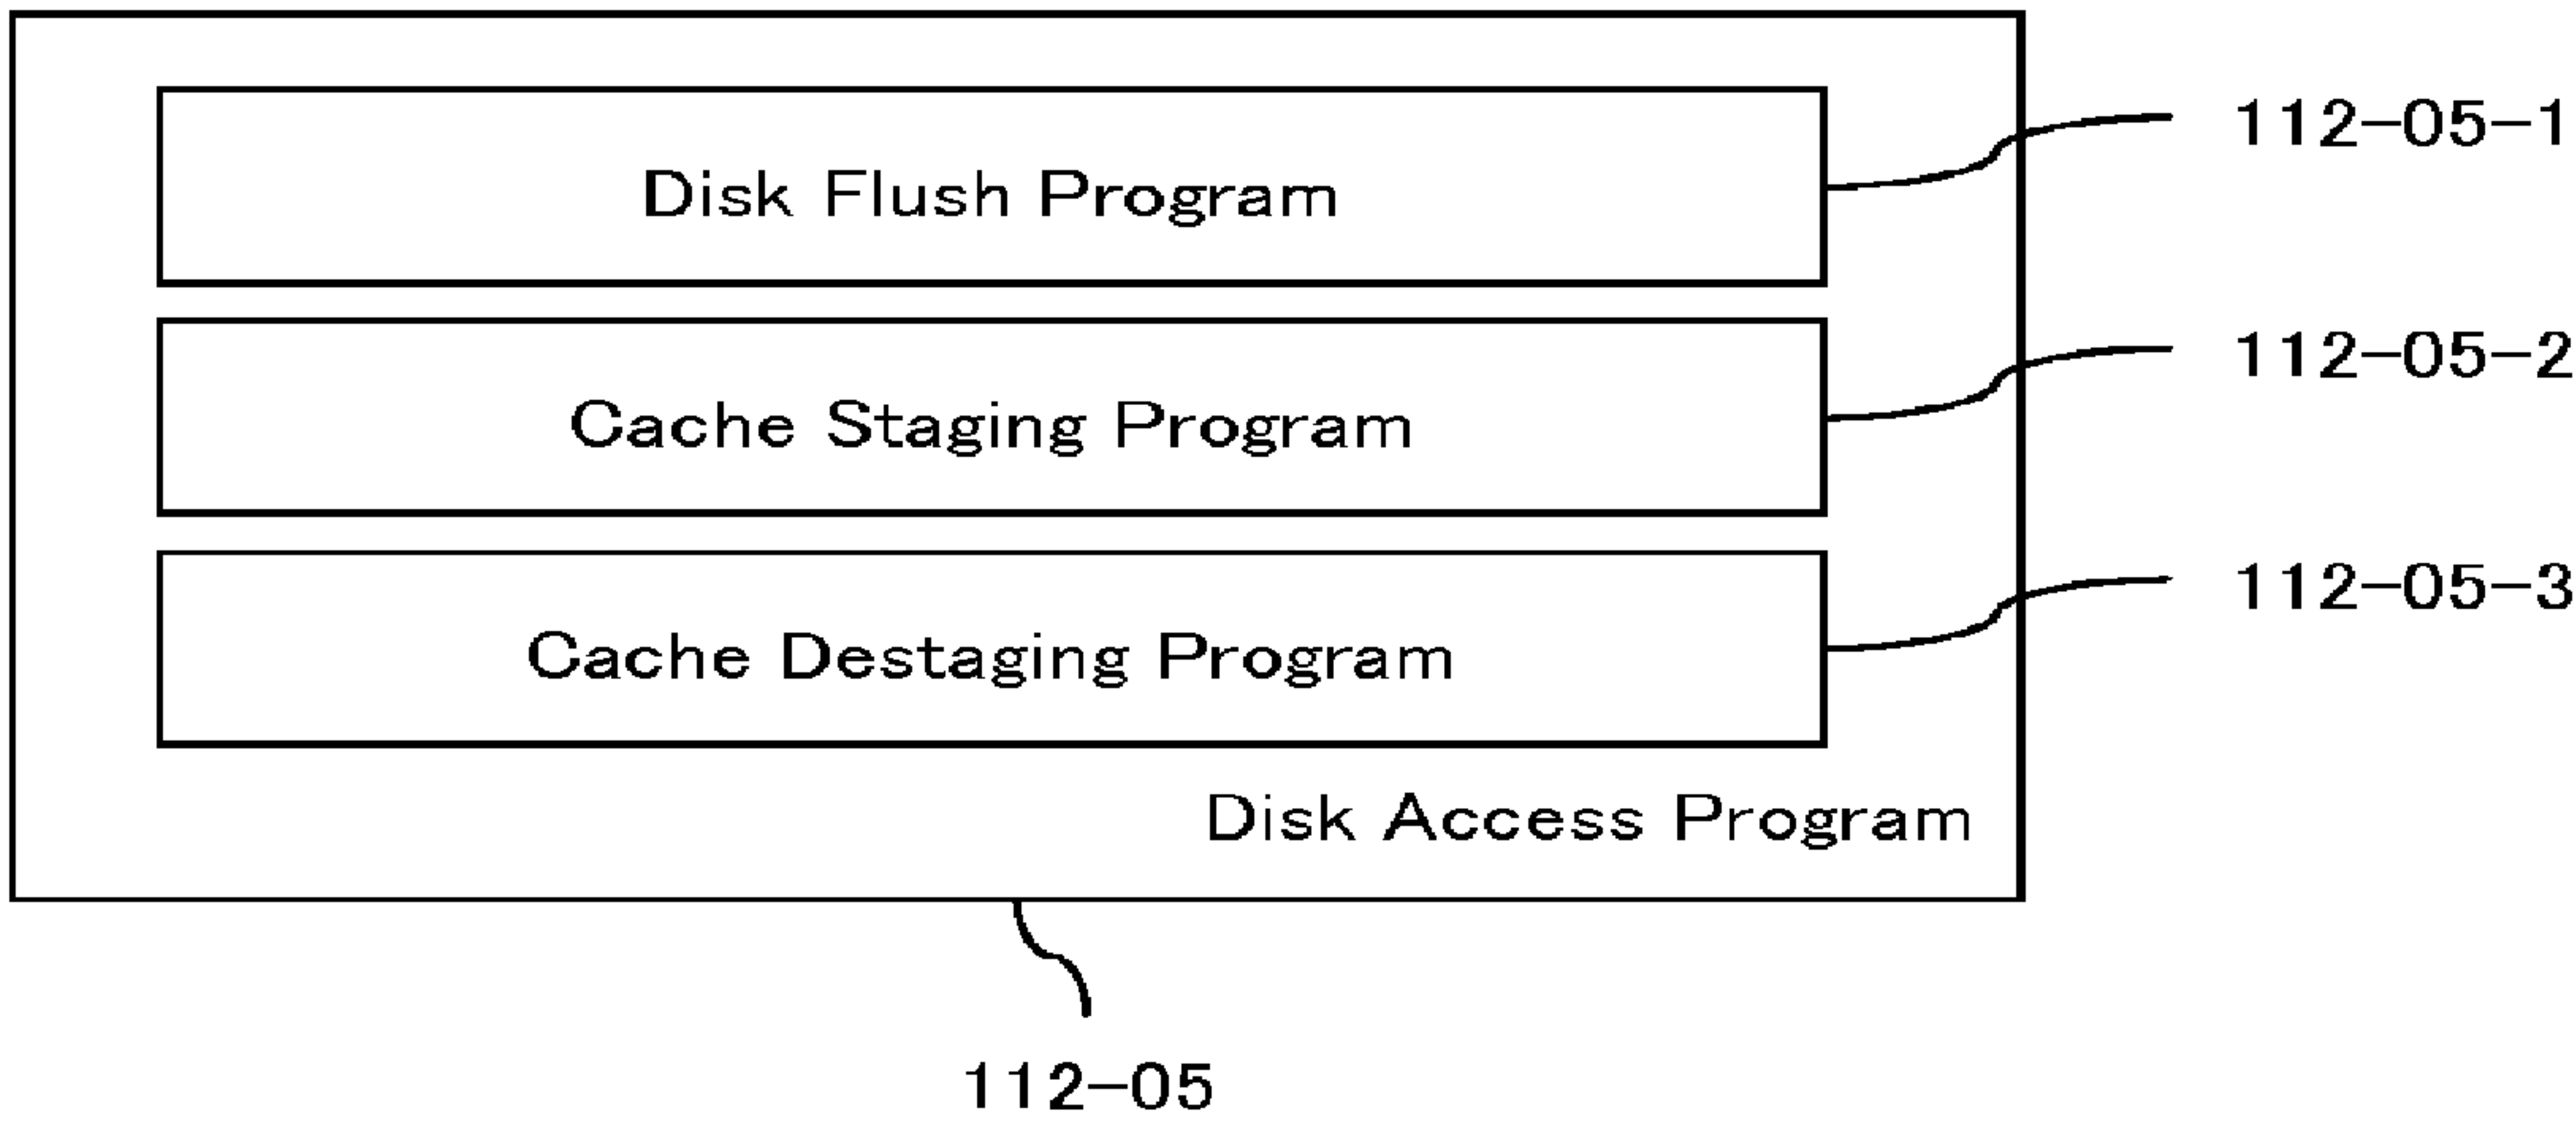 Disk Flush Program
112-05-1
Cache Staging Program
112-05-2
Cache Destaging Program
112-05-3
Disk Access Program
112-05